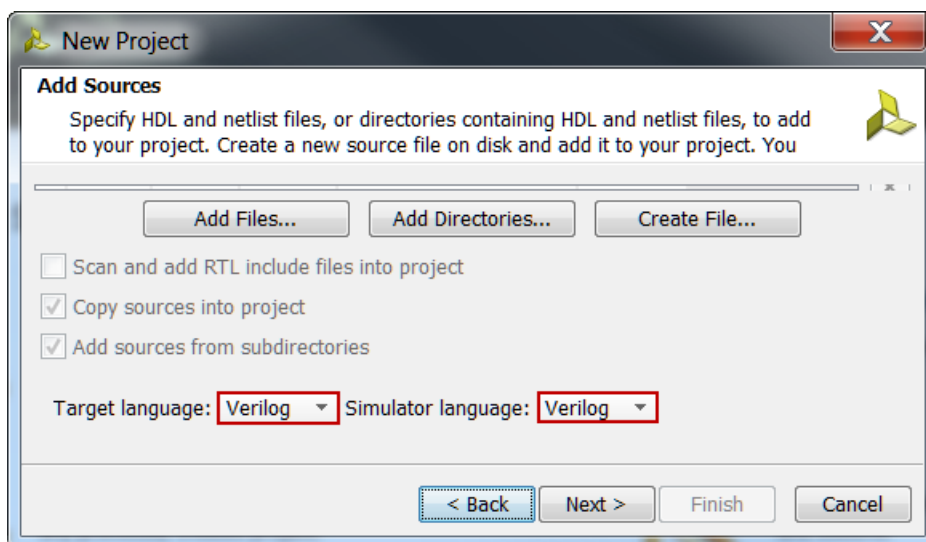 New Project
X
Add Sources
Specify HDL and netlist files, or directories containing HDL and netlist files, to add
to your project. Create a new source file on disk and add it to your project. You
Add Files... Add Directories... Create File...
Scan and add RTL include files into project
Copy sources into project
Add sources from subdirectories
Target language: Verilog Simulator language: Verilog
< Back Next > Finish Cancel